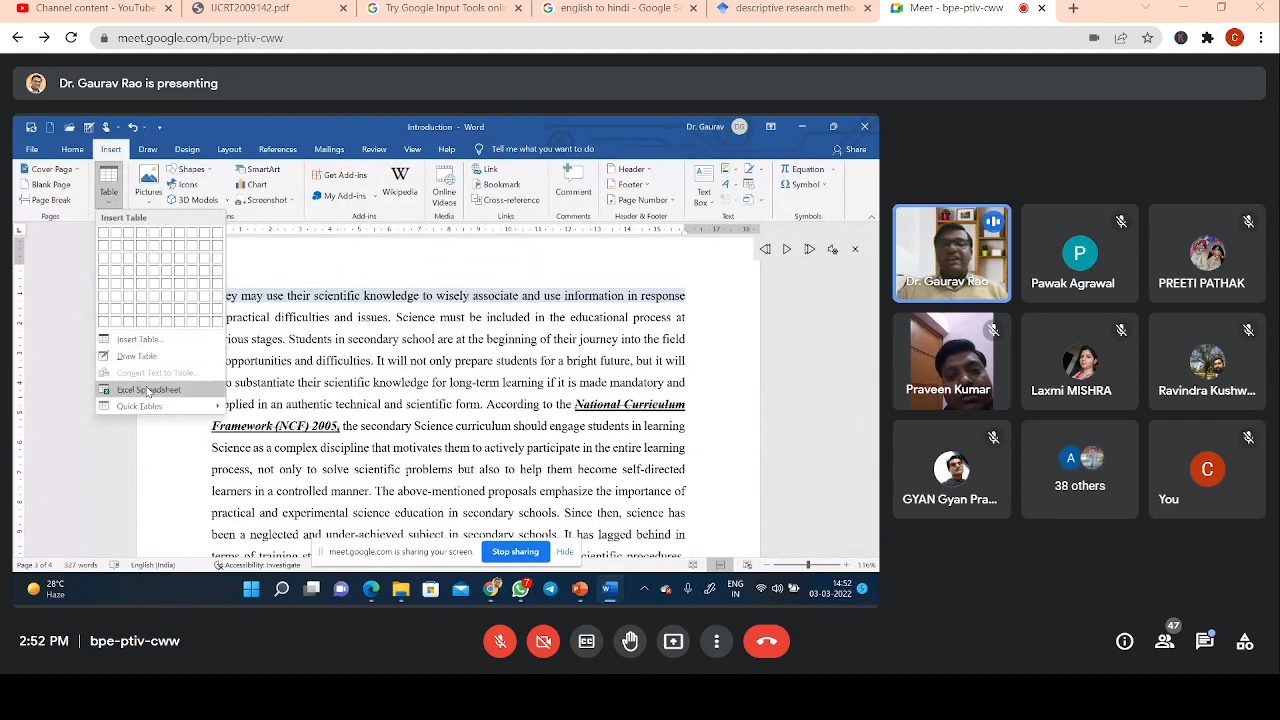 Channel content - YouTube
IJCRT2009142.pdf
Try Google Input Tools onlin
english to hindi - Google Se
descriptive research metho
Meet - bpe-ptiv-cww
meet.google.com/bpe-ptiv-cww
K
C
Dr. Gaurav Rao is presenting
Introduction - Word
Dr. Gaurav
DG
File Home Insert Draw Design Layout References Mailings Review View Help Tell me what you want to do Share
Cover Page
Blank Page
Page Break
Pages
Table
Pictures
Shapes
Icons
3D Models
SmartArt
Chart
Screenshot
Get Add-ins
My Add-ins
Wikipedia
Online Videos
Media
Link
Bookmark
Cross-reference
Links
Comment
Comments
Header
Footer
Page Number
Header & Footer
Text Box
Text
Equation
Symbol
Symbols
Insert Table
Insert Table...
Draw Table
Convert Text to Table...
Excel Spreadsheet
Quick Tables
ey may use their scientific knowledge to wisely associate and use information in response
practical difficulties and issues. Science must be included in the educational process at
rious stages. Students in secondary school are at the beginning of their journey into the field
opportunities and difficulties. It will not only prepare students for a bright future, but it will
o substantiate their scientific knowledge for long-term learning if it is made mandatory and
pplied in an authentic technical and scientific form. According to the National Curriculum
Framework (NCF) 2005, the secondary Science curriculum should engage students in learning
Science as a complex discipline that motivates them to actively participate in the entire learning
process, not only to solve scientific problems but also to help them become self-directed
learners in a controlled manner. The above-mentioned proposals emphasize the importance of
practical and experimental science education in secondary schools. Since then, science has
been a neglected and under-achieved subject in secondary schools. It has lagged behind in
terms of training st
scientific procedures.
meet.google.com is sharing your screen.
Stop sharing
Hide
Page 3 of 4 327 words English (India) Accessibility: Investigate 116%
28°C
Haze
7
ENG
IN
14:52
03-03-2022
5
Dr. Gaurav Rao
P
Pawak Agrawal
PREETI PATHAK
Praveen Kumar
Laxmi MISHRA
Ravindra Kushw...
GYAN Gyan Pra...
A
38 others
C
You
2:52 PM
bpe-ptiv-cww
47